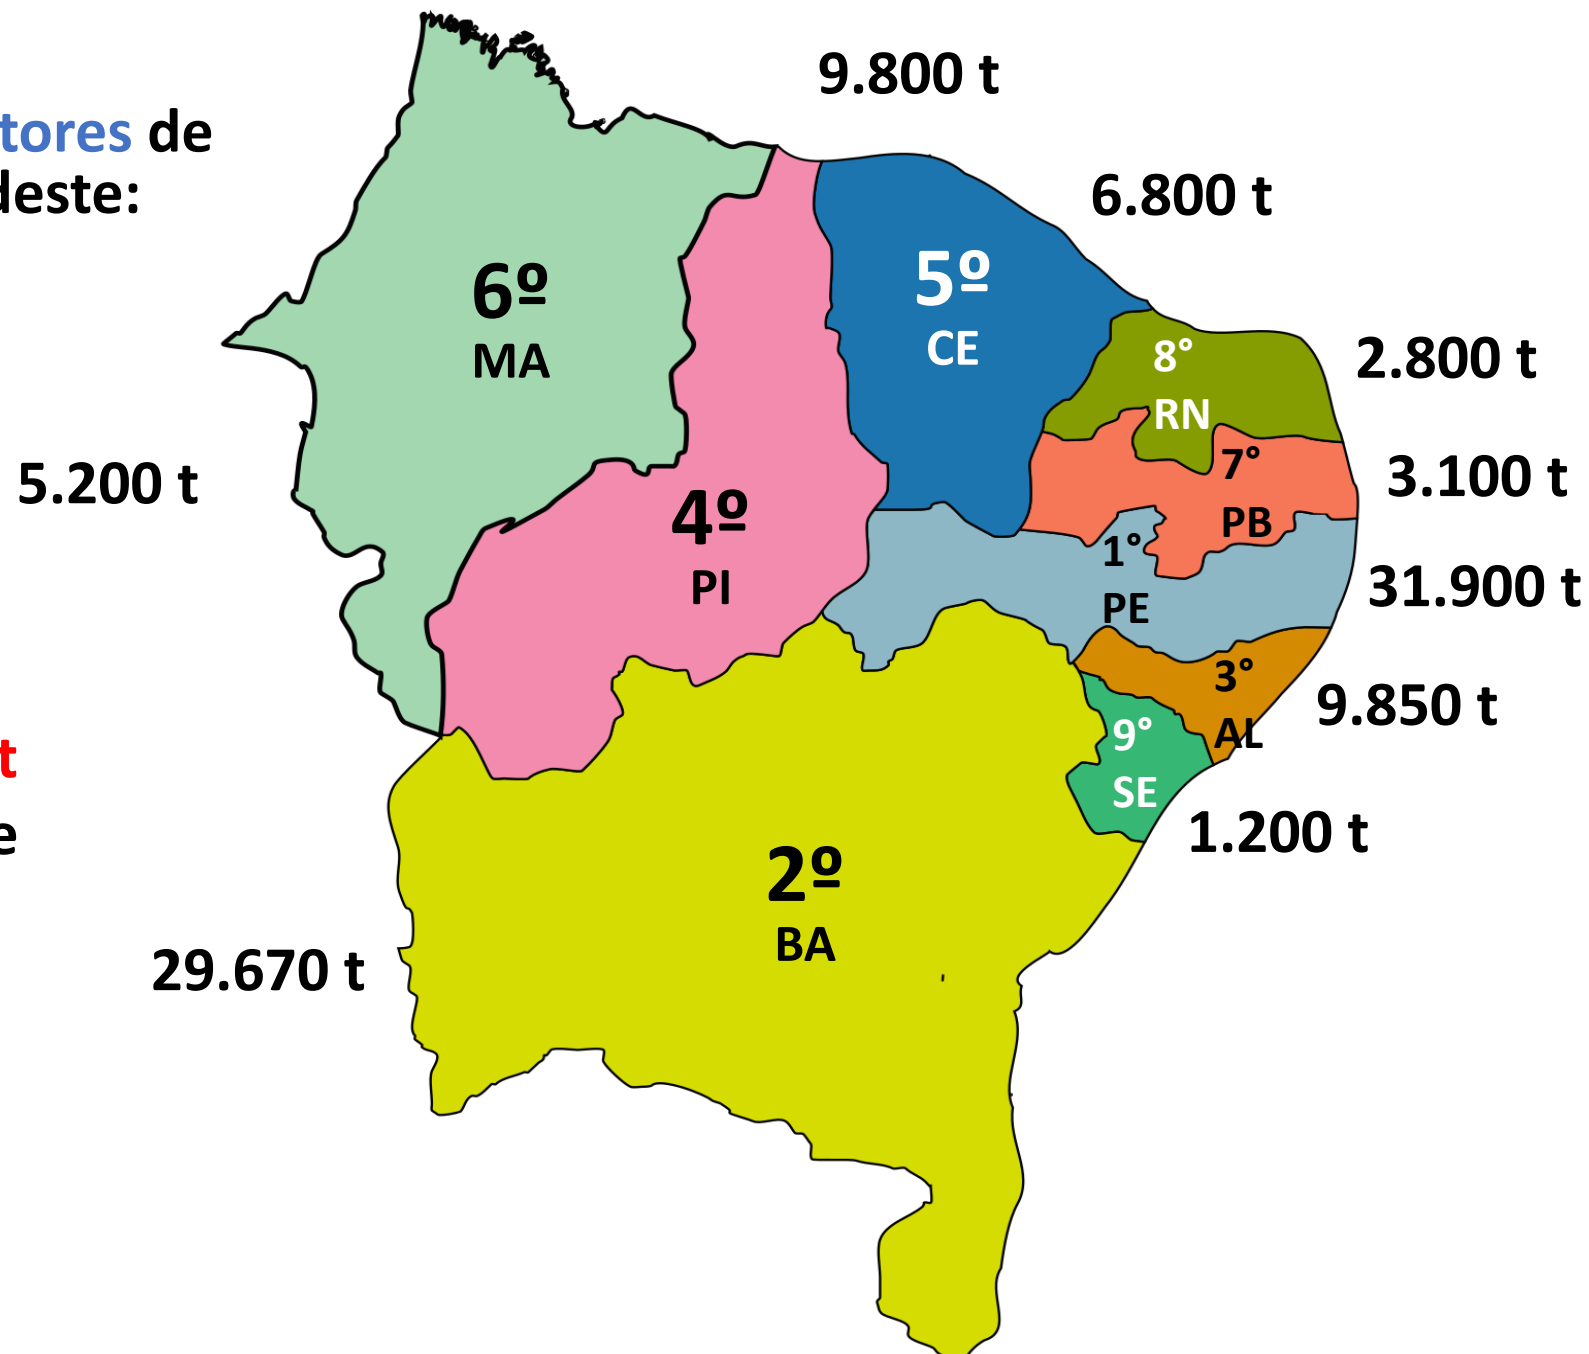 9.800 t
tores de
deste:
6.800 t
6º
MA
5º
CE
8°
RN
2.800 t
7°
PB
3.100 t
5.200 t
4º
PI
1°
PE
31.900 t
3°
AL
9.850 t
9°
SE
1.200 t
t
e
2º
BA
29.670 t